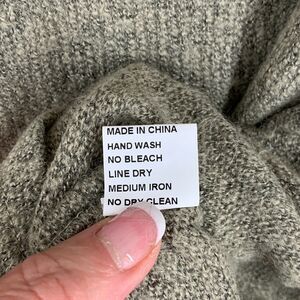 MADE IN CHINA
HAND WASH
NO BLEACH
LINE DRY
MEDIUM IRON
NO DRY CLEAN